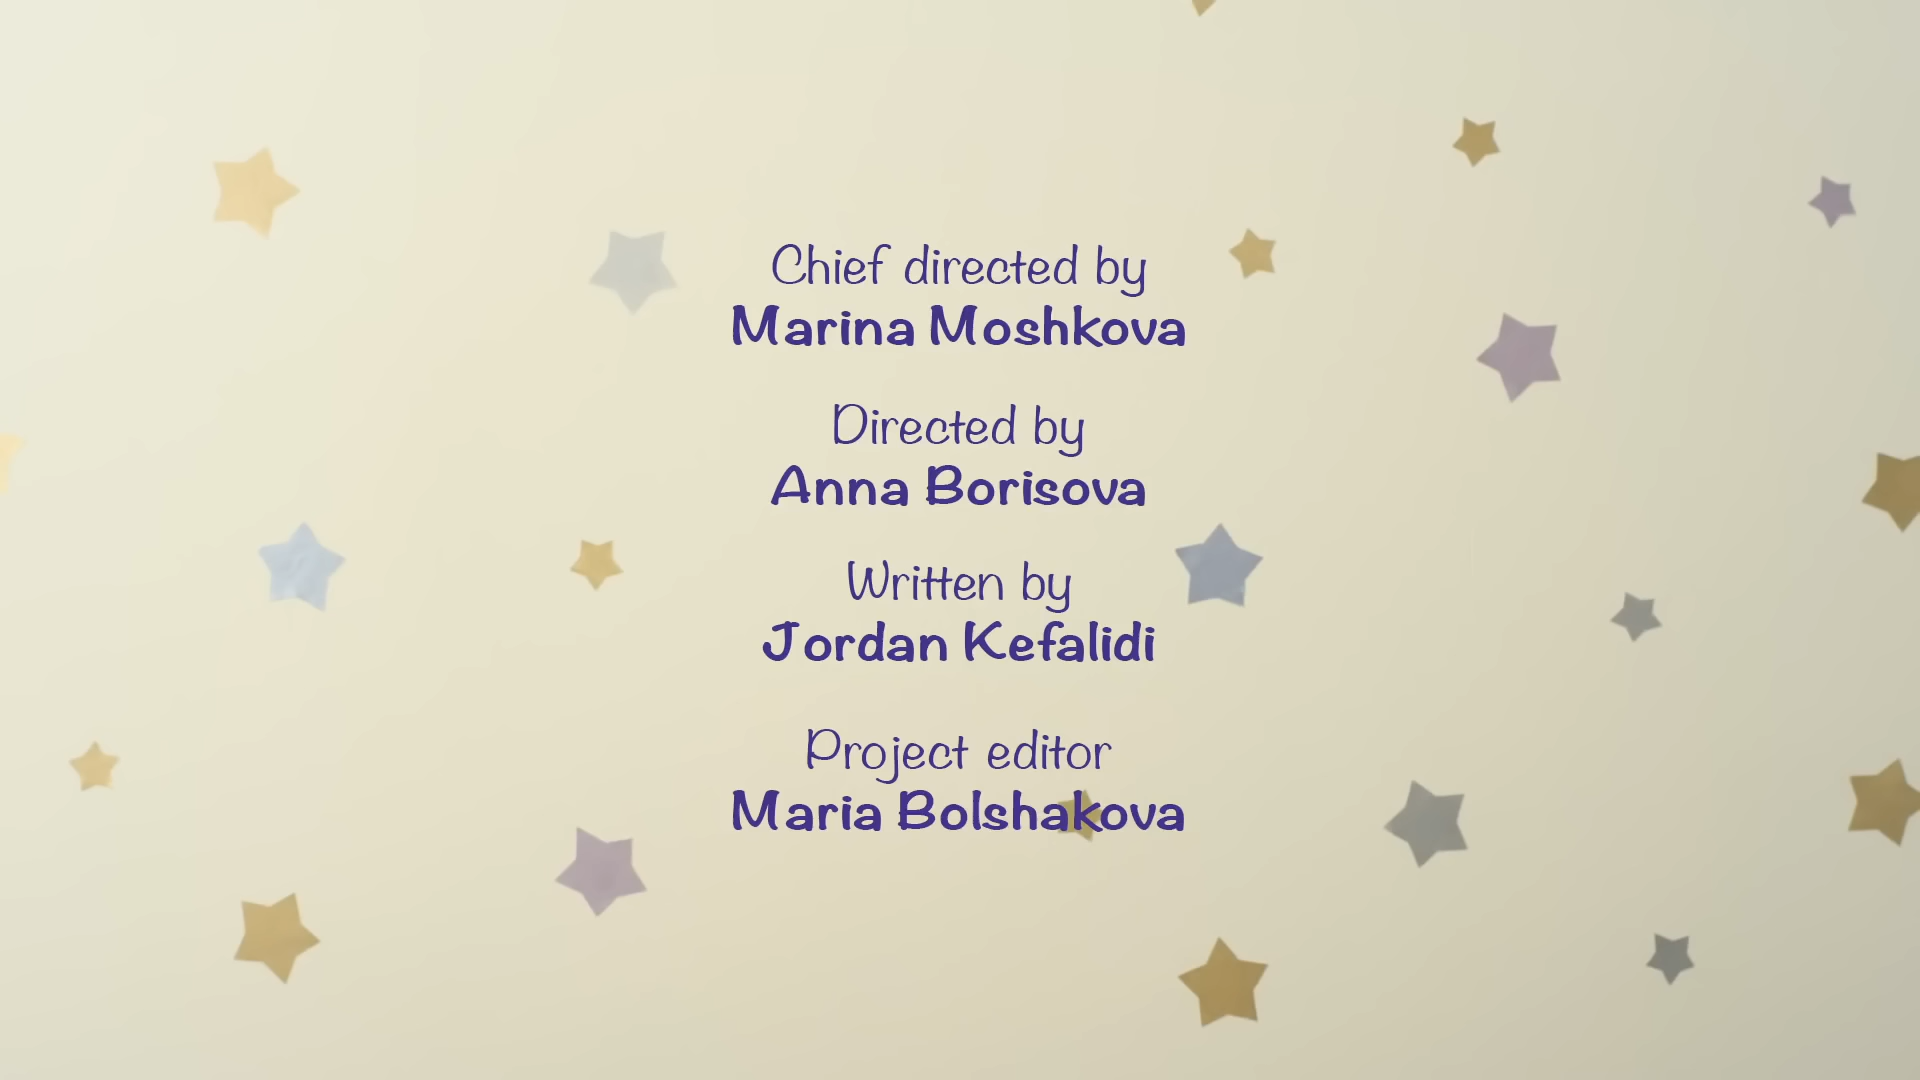 Chief directed by
Marina Moshkova
Directed by
Anna Borisova
Written by
Jordan Kefalidi
Project editor
Maria Bolshakova